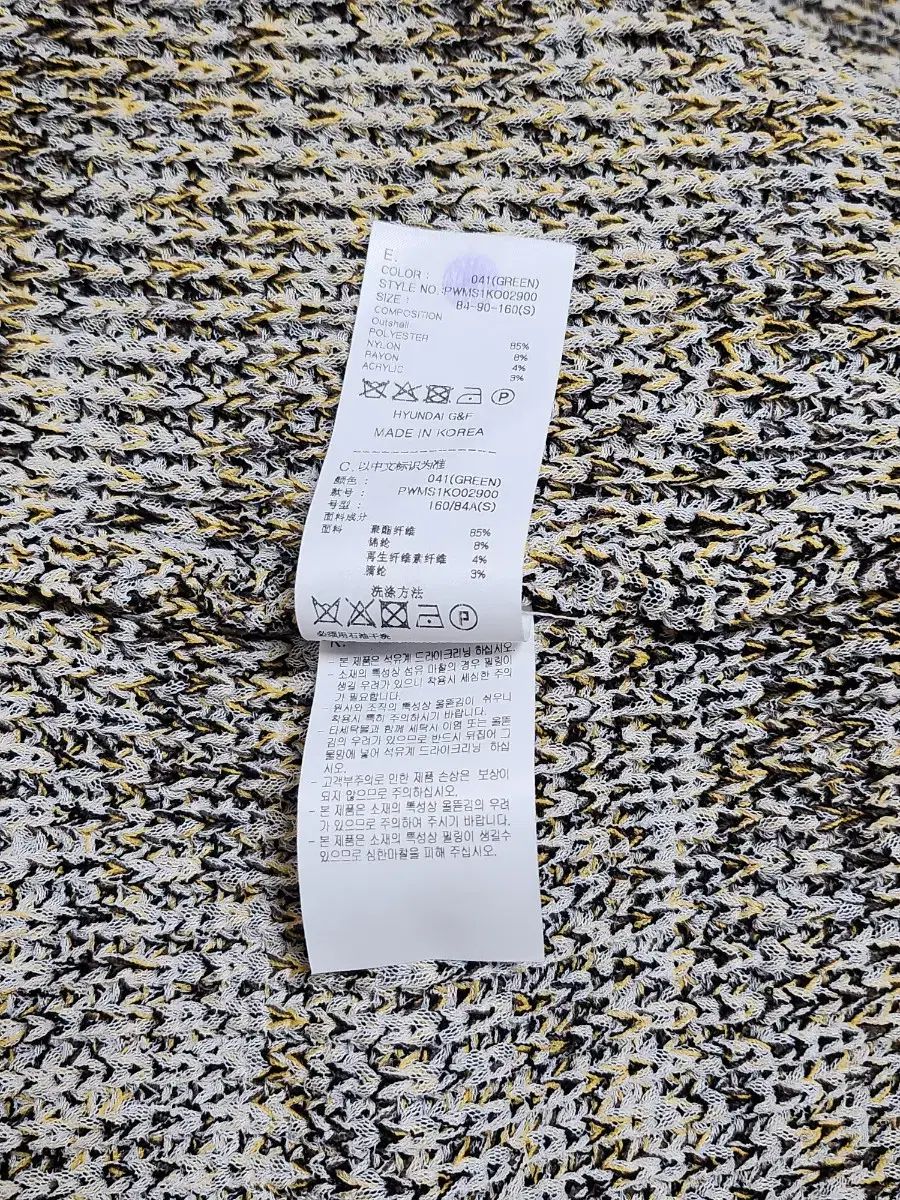 E.
COLOR : 041(GREEN)
STYLE NO.:PWMS1KO02900
SIZE : 84-90-160(S)
COMPOSITION
Outshell
POLYESTER 85%
NYLON 8%
RAYON 4%
ACRYLIC 3%
P
HYUNDAI G&F
MADE IN KOREA
C. 以中文标识为准
颜色 : 041(GREEN)
款号 : PWMS1KO02900
号型 : 160/84A(S)
面料成分
面料 聚酯纤维 85%
锦纶 8%
再生纤维素纤维 4%
腈纶 3%
洗涤方法
P
必须用石油干洗
K.
- 본 제품은 석유계 드라이크리닝 하십시오.
- 소재의 특성상 섬유 마찰의 경우 필링이
생길 우려가 있으니 착용시 세심한 주의
가 필요합니다.
- 원사와 조직의 특성상 올뜯김이 쉬우니
착용시 특히 주의하시기 바랍니다.
- 타세탁물과 함께 세탁시 이염 또는 올뜯
김의 우려가 있으므로 반드시 뒤집어 그
물망에 넣어 석유계 드라이크리닝 하십
시오.
- 고객부주의로 인한 제품 손상은 보상이
되지 않으므로 주의하십시오.
- 본 제품은 소재의 특성상 올뜯김의 우려
가 있으므로 주의하여 주시기 바랍니다.
- 본 제품은 소재의 특성상 필링이 생길수
있으므로 심한마찰을 피해 주십시오.